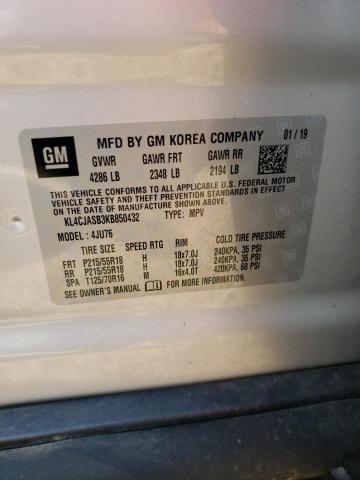 GM
MFD BY GM KOREA COMPANY 01/19
GVWR GAWR FRT GAWR RR
4286 LB 2348 LB 2194 LB
THIS VEHICLE CONFORMS TO ALL APPLICABLE U.S. FEDERAL MOTOR
VEHICLE SAFETY AND THEFT PREVENTION STANDARDS IN EFFECT ON
THE DATE OF MANUFACTURE SHOWN ABOVE.
KL4CJASB3KB850432 TYPE: MPV
MODEL: 4JU76
TIRE SIZE SPEED RTG RIM COLD TIRE PRESSURE
FRT P215/55R18 H 18x7.0J 240KPA, 35 PSI
RR P215/55R18 H 18x7.0J 240KPA, 35 PSI
SPA T125/70R16 M 16x4.0T 420KPA, 60 PSI
SEE OWNER'S MANUAL FOR MORE INFORMATION.